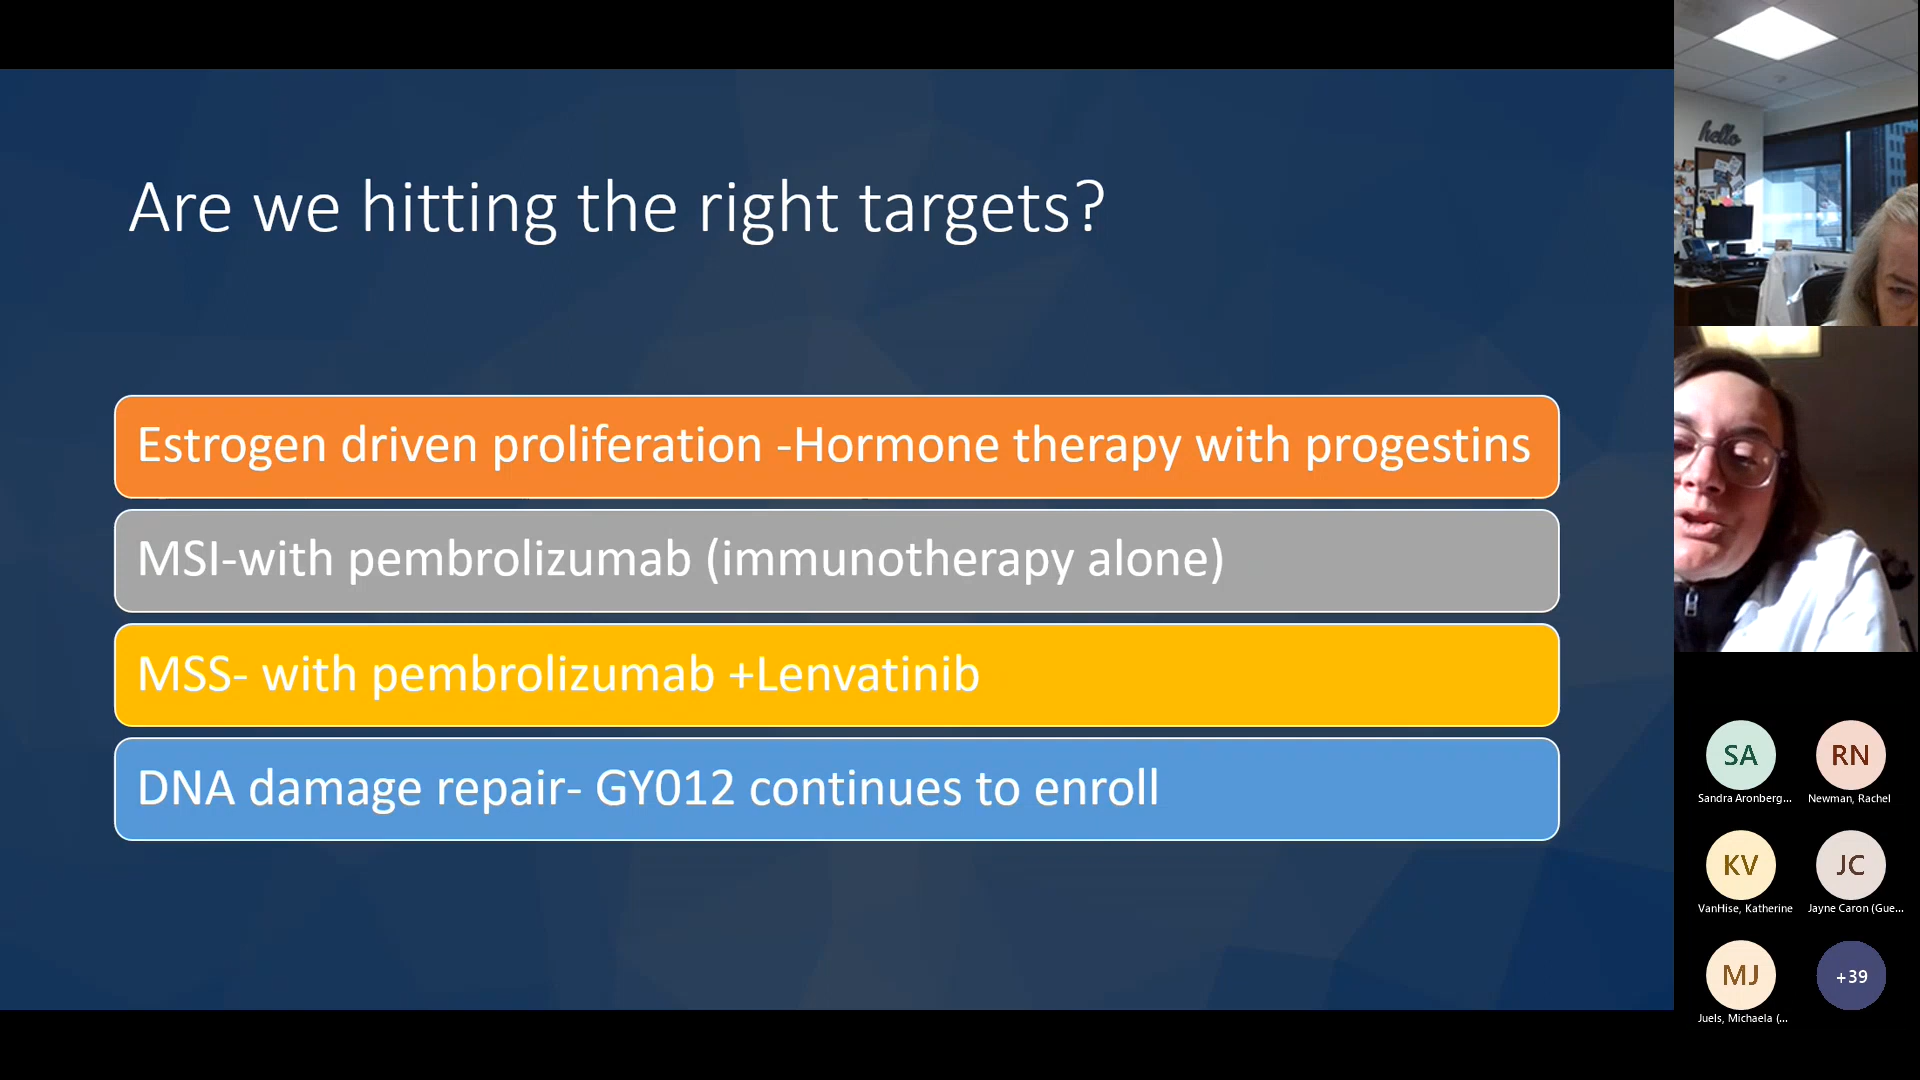 Are we hitting the right targets?
Estrogen driven proliferation -Hormone therapy with progestins
MSI-with pembrolizumab (immunotherapy alone)
MSS- with pembrolizumab +Lenvatinib
DNA damage repair- GY012 continues to enroll
hello
SA
RN
Sandra Aronberg...
Newman, Rachel
KV
JC
VanHise, Katherine
Jayne Caron (Gue...
MJ
+39
Juels, Michaela (...